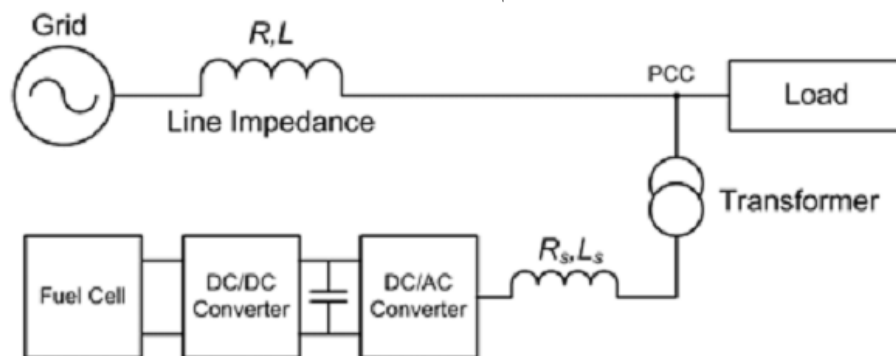 Grid
R,L
Line Impedance
PCC
Load
Transformer
Fuel Cell
DC/DC
Converter
DC/AC
Converter
Rs,Ls